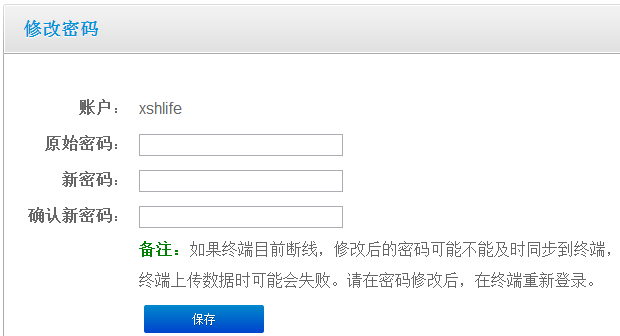 修改密码
账户： xshlife
原始密码：
新密码：
确认新密码：
备注：如果终端目前断线，修改后的密码可能不能及时同步到终端，
终端上传数据时可能会失败。请在密码修改后，在终端重新登录。
保存